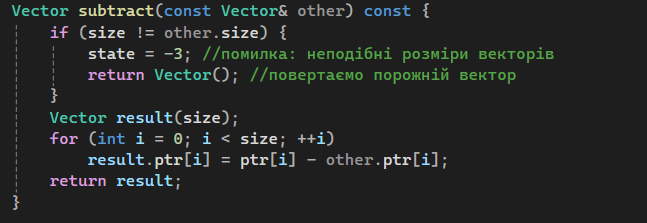 Vector subtract(const Vector& other) const {
if (size != other.size) {
state = -3; //помилка: неподібні розміри векторів
return Vector(); //повертаємо порожній вектор
}
Vector result(size);
for (int i = 0; i < size; ++i)
result.ptr[i] = ptr[i] - other.ptr[i];
return result;
}